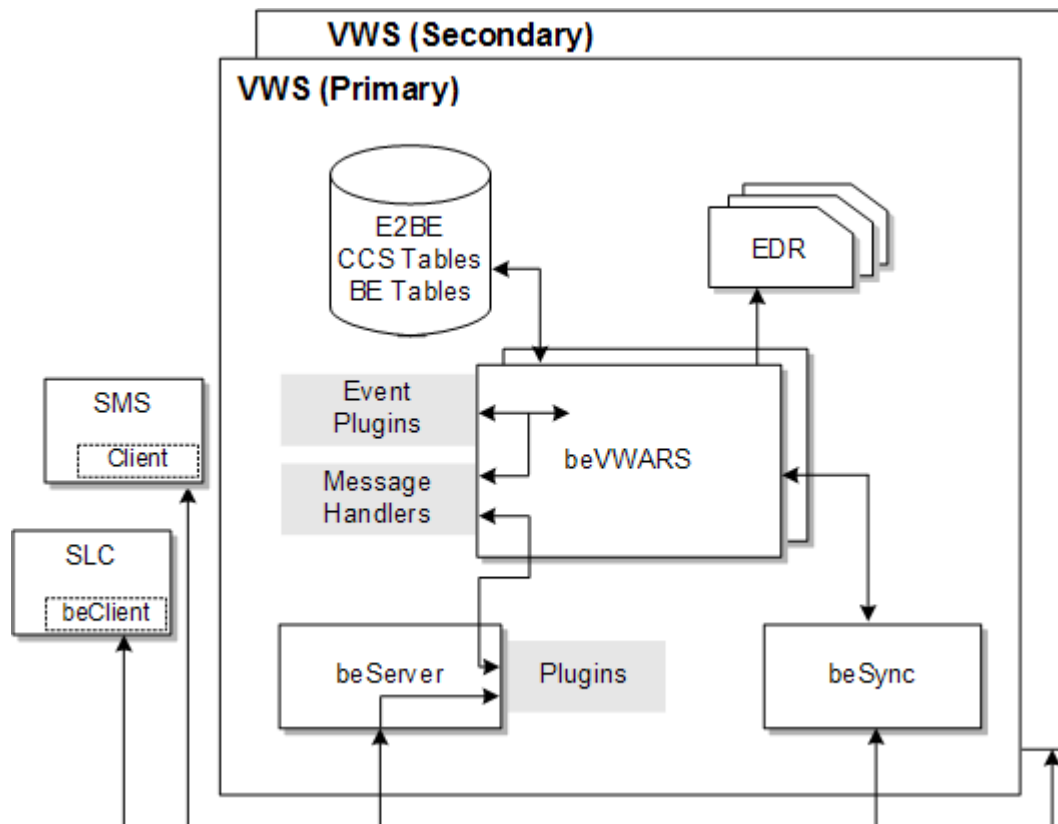 VWS (Secondary)
VWS (Primary)
E2BE
CCS Tables
BE Tables
EDR
Event
Plugins
beVWARS
Message
Handlers
SMS
Client
SLC
beClient
beServer
Plugins
beSync